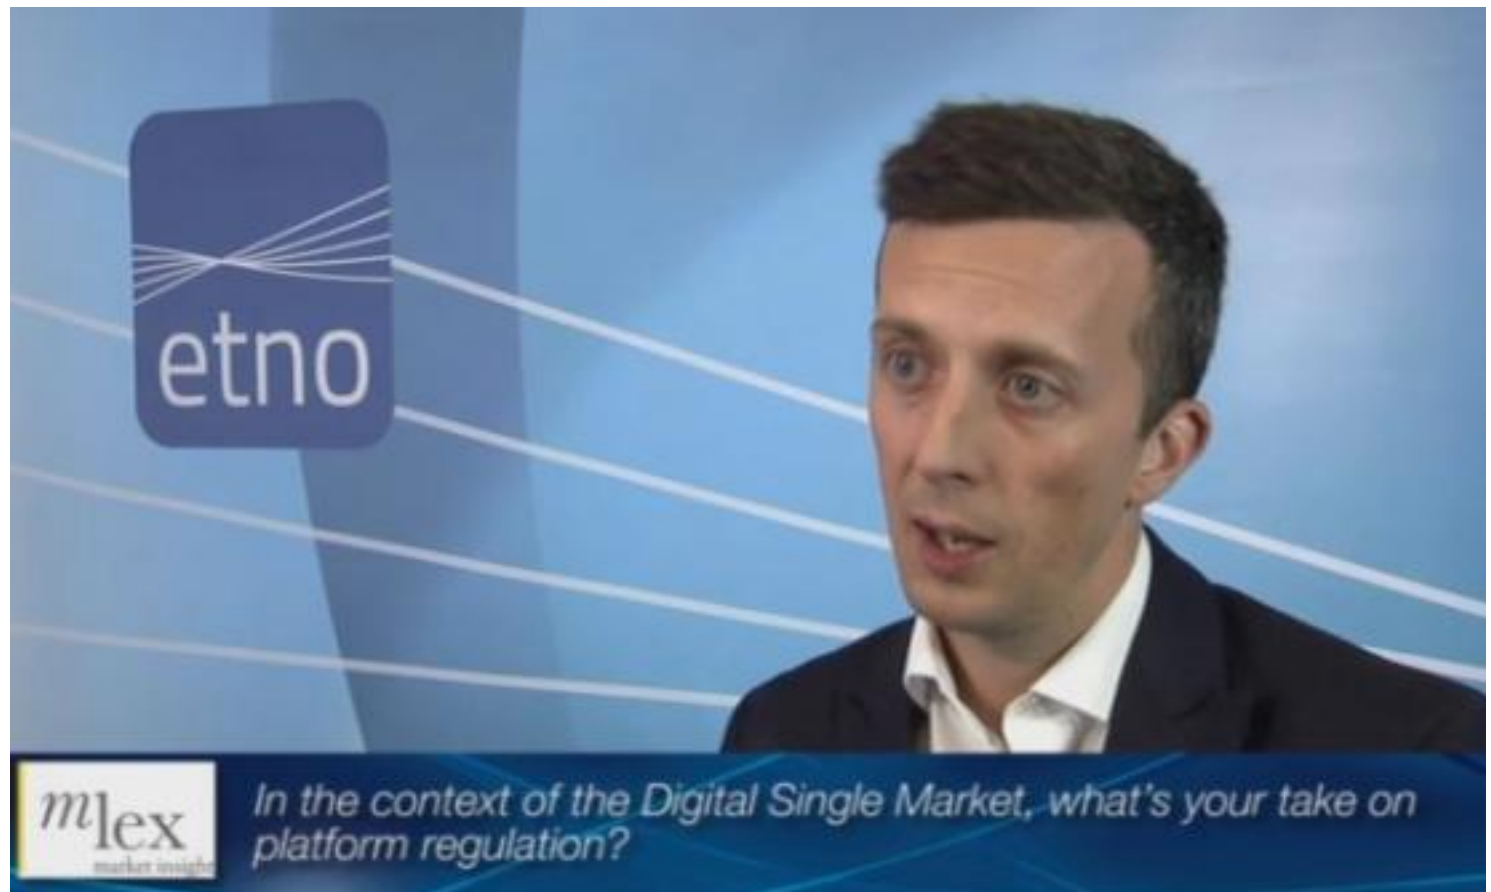 etno
mlex
market insight
In the context of the Digital Single Market, what's your take on
platform regulation?